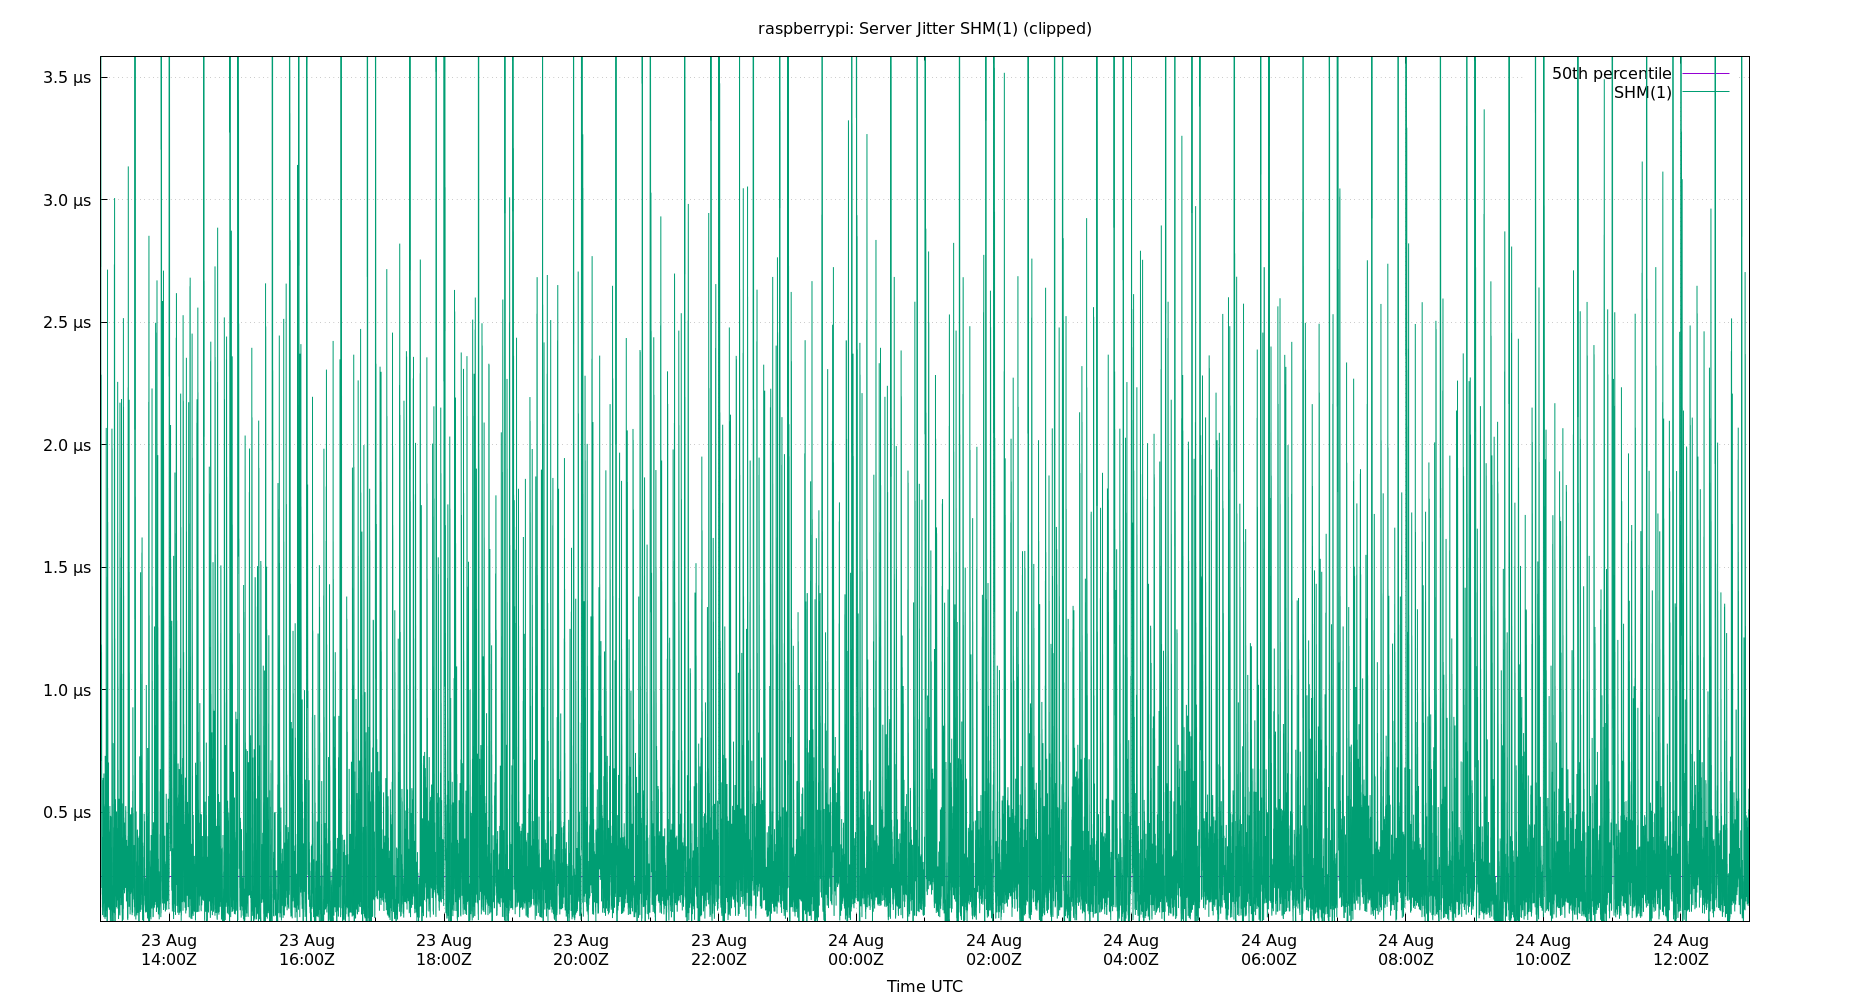 raspberrypi: Server Jitter SHM(1) (clipped)
50th percentile
SHM(1)
3.5 µs
3.0 µs
2.5 µs
2.0 µs
1.5 µs
1.0 µs
0.5 µs
23 Aug 23 Aug 23 Aug 23 Aug 23 Aug 24 Aug 24 Aug 24 Aug 24 Aug 24 Aug 24 Aug 24 Aug
14:00Z 16:00Z 18:00Z 20:00Z 22:00Z 00:00Z 02:00Z 04:00Z 06:00Z 08:00Z 10:00Z 12:00Z
Time UTC